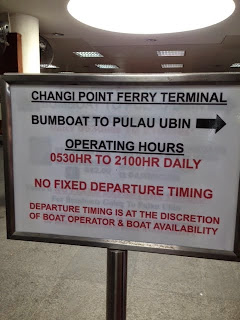 CHANGI POINT FERRY TERMINAL
BUMBOAT TO PULAU UBIN
OPERATING HOURS
0530HR TO 2100HR DAILY
NO FIXED DEPARTURE TIMING
DEPARTURE TIMING IS AT THE DISCRETION
OF BOAT OPERATOR & BOAT AVAILABILITY